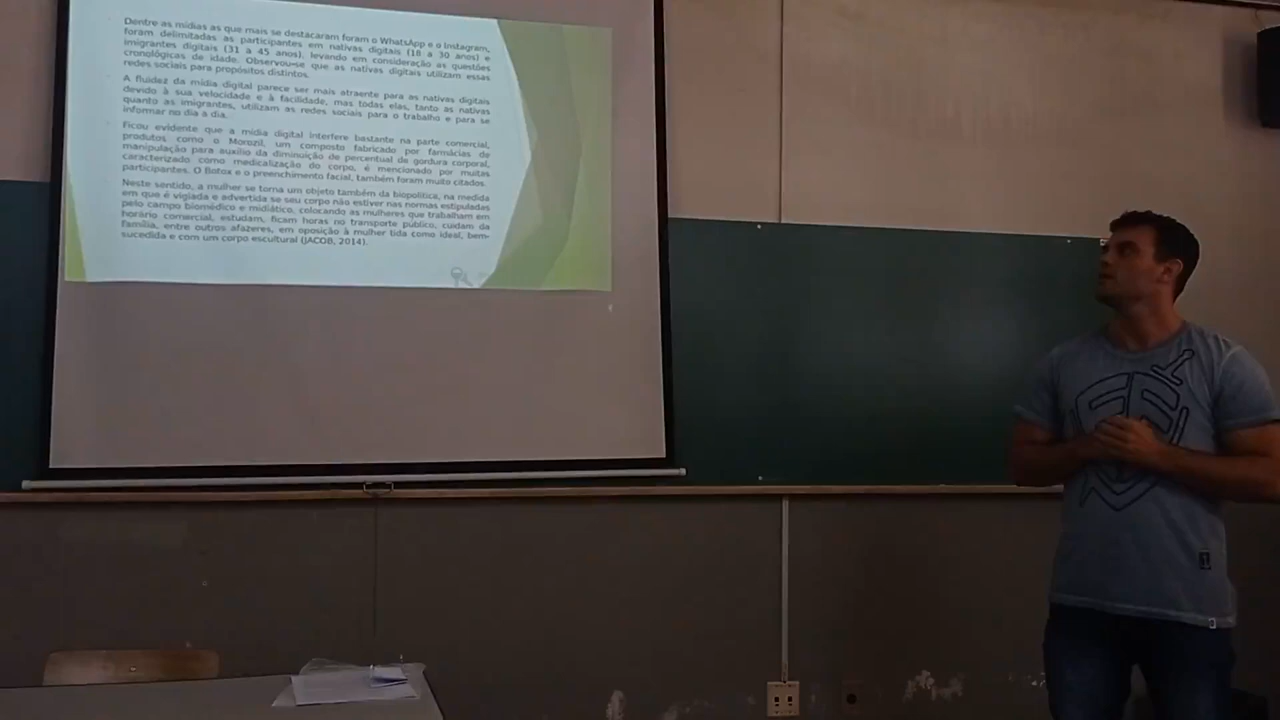 Dentre as mídias as que mais se destacaram foram o WhatsApp e o Instagram,
foram delimitadas as participantes em nativas digitais (18 a 30 anos) e
imigrantes digitais (31 a 45 anos), levando em consideração as questões
cronológicas de idade. Observou-se que as nativas digitais utilizam essas
redes sociais para propósitos distintos.
A fluidez da mídia digital parece ser mais atraente para as nativas digitais
devido à sua velocidade e à facilidade, mas todas elas, tanto as nativas
quanto as imigrantes, utilizam as redes sociais para o trabalho e para se
informar no dia a dia.
Ficou evidente que a mídia digital interfere bastante na parte comercial,
produtos como o Morozil, um composto fabricado por farmácias de
manipulação para auxílio da diminuição de percentual de gordura corporal,
caracterizado como medicalização do corpo, é mencionado por muitas
participantes. O Botox e o preenchimento facial, também foram muito citados.
Neste sentido, a mulher se torna um objeto também da biopolítica, na medida
em que é vigiada e advertida se seu corpo não estiver nas normas estipuladas
pelo campo biomédico e midiático, colocando as mulheres que trabalham em
horário comercial, estudam, ficam horas no transporte público, cuidam da
família, entre outros afazeres, em oposição à mulher tida como ideal, bem-
sucedida e com um corpo escultural (JACOB, 2014).